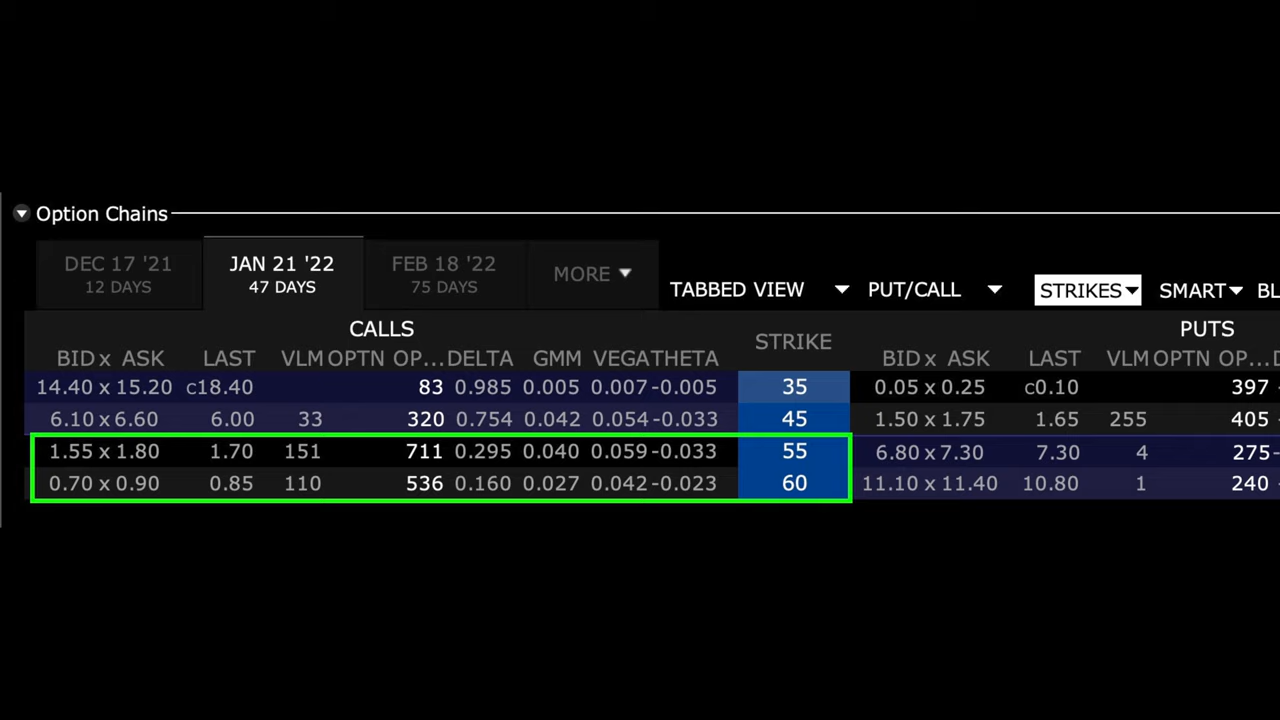 Option Chains
DEC 17 '21 JAN 21 '22 FEB 18 '22 MORE
12 DAYS 47 DAYS 75 DAYS
TABBED VIEW PUT/CALL STRIKES SMART BL
CALLS STRIKE PUTS
BID x ASK LAST VLM OPTN OP... DELTA GMM VEGA THETA BID x ASK LAST VLM OPTN OP...
14.40 x 15.20 c18.40 83 0.985 0.005 0.007 -0.005 35 0.05 x 0.25 c0.10 397
6.10 x 6.60 6.00 33 320 0.754 0.042 0.054 -0.033 45 1.50 x 1.75 1.65 255 405
1.55 x 1.80 1.70 151 711 0.295 0.040 0.059 -0.033 55 6.80 x 7.30 7.30 4 275-
0.70 x 0.90 0.85 110 536 0.160 0.027 0.042 -0.023 60 11.10 x 11.40 10.80 1 240